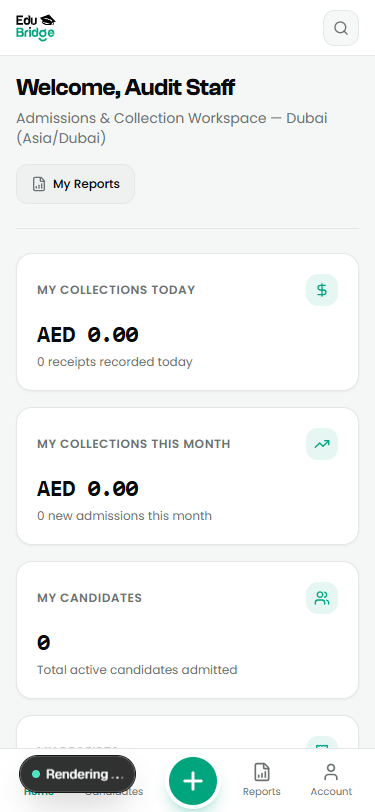 Edu
Bridge
Welcome, Audit Staff
Admissions & Collection Workspace — Dubai
(Asia/Dubai)
My Reports
MY COLLECTIONS TODAY
AED 0.00
0 receipts recorded today
MY COLLECTIONS THIS MONTH
AED 0.00
0 new admissions this month
MY CANDIDATES
0
Total active candidates admitted
Rendering ...
Home
Candidates
Reports
Account